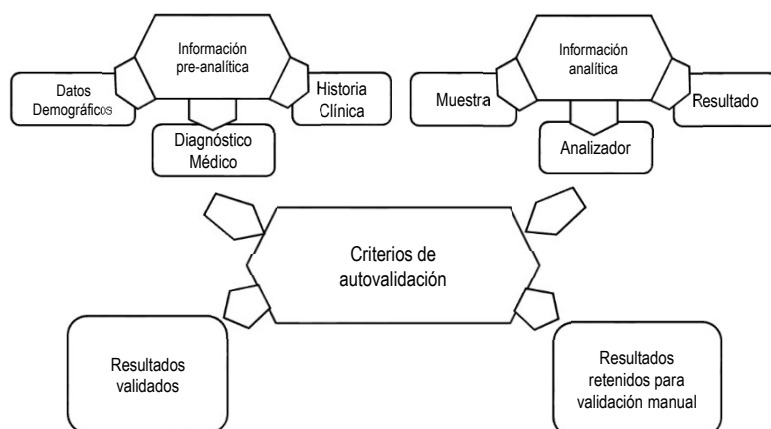 Información
pre-analítica
Datos
Demográficos
Historia
Clínica
Diagnóstico
Médico
Información
analítica
Muestra
Resultado
Analizador
Criterios de
autovalidación
Resultados
validados
Resultados
retenidos para
validación manual